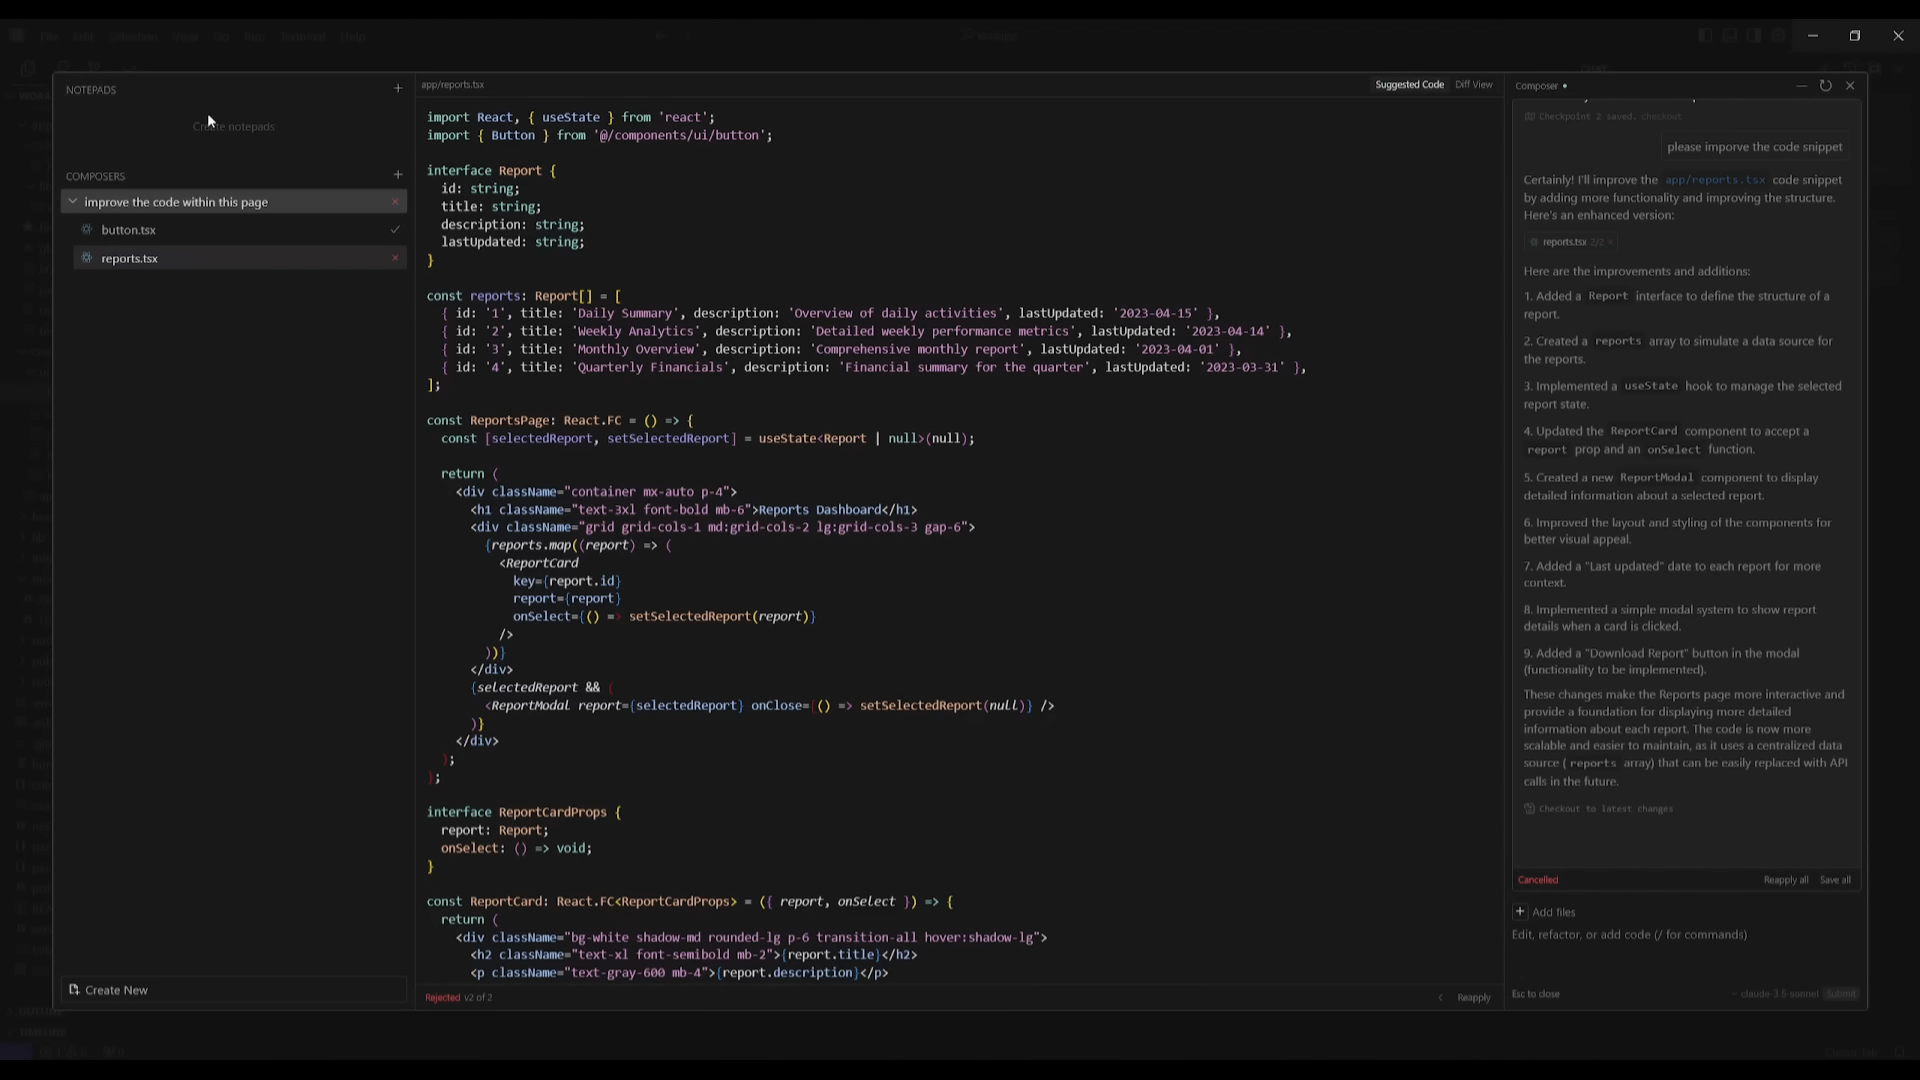 File Edit Selection View Go Run Terminal Help
NOTEPADS
Create notepads
COMPOSERS
improve the code within this page
button.tsx
reports.tsx
Create New
app/reports.tsx
Suggested Code Diff View
import React, { useState } from 'react';
import { Button } from '@/components/ui/button';
interface Report {
id: string;
title: string;
description: string;
lastUpdated: string;
}
const reports: Report[] = [
{ id: '1', title: 'Daily Summary', description: 'Overview of daily activities', lastUpdated: '2023-04-15' },
{ id: '2', title: 'Weekly Analytics', description: 'Detailed weekly performance metrics', lastUpdated: '2023-04-14' },
{ id: '3', title: 'Monthly Overview', description: 'Comprehensive monthly report', lastUpdated: '2023-04-01' },
{ id: '4', title: 'Quarterly Financials', description: 'Financial summary for the quarter', lastUpdated: '2023-03-31' },
];
const ReportsPage: React.FC = () => {
const [selectedReport, setSelectedReport] = useState<Report | null>(null);
return (
<div className="container mx-auto p-4">
<h1 className="text-3xl font-bold mb-6">Reports Dashboard</h1>
<div className="grid grid-cols-1 md:grid-cols-2 lg:grid-cols-3 gap-6">
{reports.map((report) => (
<ReportCard
key={report.id}
report={report}
onSelect={() => setSelectedReport(report)}
/>
))}
</div>
{selectedReport && (
<ReportModal report={selectedReport} onClose={() => setSelectedReport(null)} />
)}
</div>
);
};
interface ReportCardProps {
report: Report;
onSelect: () => void;
}
const ReportCard: React.FC<ReportCardProps> = ({ report, onSelect }) => {
return (
<div className="bg-white shadow-md rounded-lg p-6 transition-all hover:shadow-lg">
<h2 className="text-xl font-semibold mb-2">{report.title}</h2>
<p className="text-gray-600 mb-4">{report.description}</p>
Rejected v2 of 2
Reapply
Composer
Checkpoint 2 saved. checkout
please imporve the code snippet
Certainly! I'll improve the app/reports.tsx code snippet
by adding more functionality and improving the structure.
Here's an enhanced version:
reports.tsx 2/2
Here are the improvements and additions:
1. Added a Report interface to define the structure of a
report.
2. Created a reports array to simulate a data source for
the reports.
3. Implemented a useState hook to manage the selected
report state.
4. Updated the ReportCard component to accept a
report prop and an onSelect function.
5. Created a new ReportModal component to display
detailed information about a selected report.
6. Improved the layout and styling of the components for
better visual appeal.
7. Added a "Last updated" date to each report for more
context.
8. Implemented a simple modal system to show report
details when a card is clicked.
9. Added a "Download Report" button in the modal
(functionality to be implemented).
These changes make the Reports page more interactive and
provide a foundation for displaying more detailed
information about each report. The code is now more
scalable and easier to maintain, as it uses a centralized data
source ( reports array) that can be easily replaced with API
calls in the future.
Checkout to latest changes
Cancelled
Reapply all Save all
+ Add files
Edit, refactor, or add code (/ for commands)
Esc to close
claude-3.5-sonnet Submit